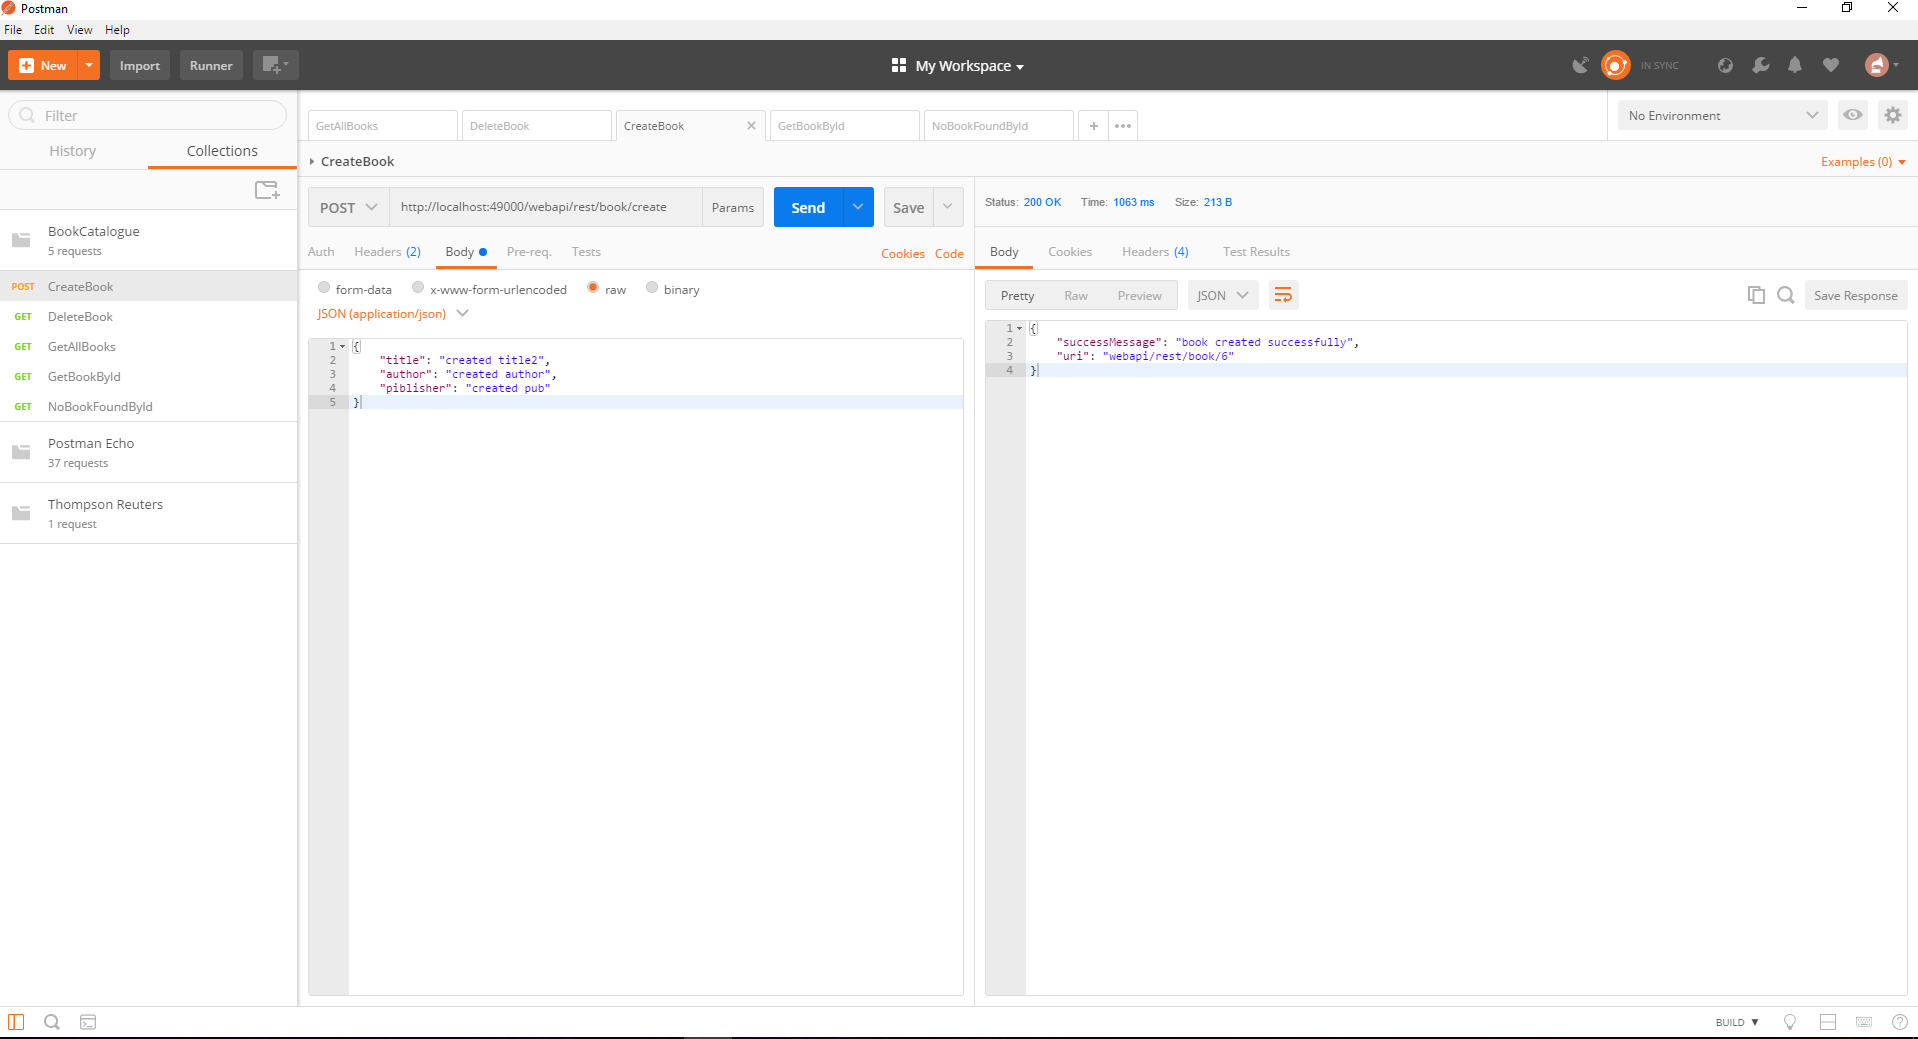 Postman
File Edit View Help
New Import Runner My Workspace IN SYNC
Filter
History Collections
BookCatalogue
5 requests
POST CreateBook
GET DeleteBook
GET GetAllBooks
GET GetBookById
GET NoBookFoundById
Postman Echo
37 requests
Thompson Reuters
1 request
GetAllBooks DeleteBook CreateBook GetBookById NoBookFoundById
No Environment
CreateBook
Examples (0)
POST http://localhost:49000/webapi/rest/book/create Params Send Save
Auth Headers (2) Body Pre-req. Tests Cookies Code
form-data x-www-form-urlencoded raw binary
JSON (application/json)
1 {
2 "title": "created title2",
3 "author": "created author",
4 "piblisher": "created pub"
5 }
Status: 200 OK Time: 1063 ms Size: 213 B
Body Cookies Headers (4) Test Results
Pretty Raw Preview JSON Save Response
1 {
2 "successMessage": "book created successfully",
3 "uri": "webapi/rest/book/6"
4 }
BUILD